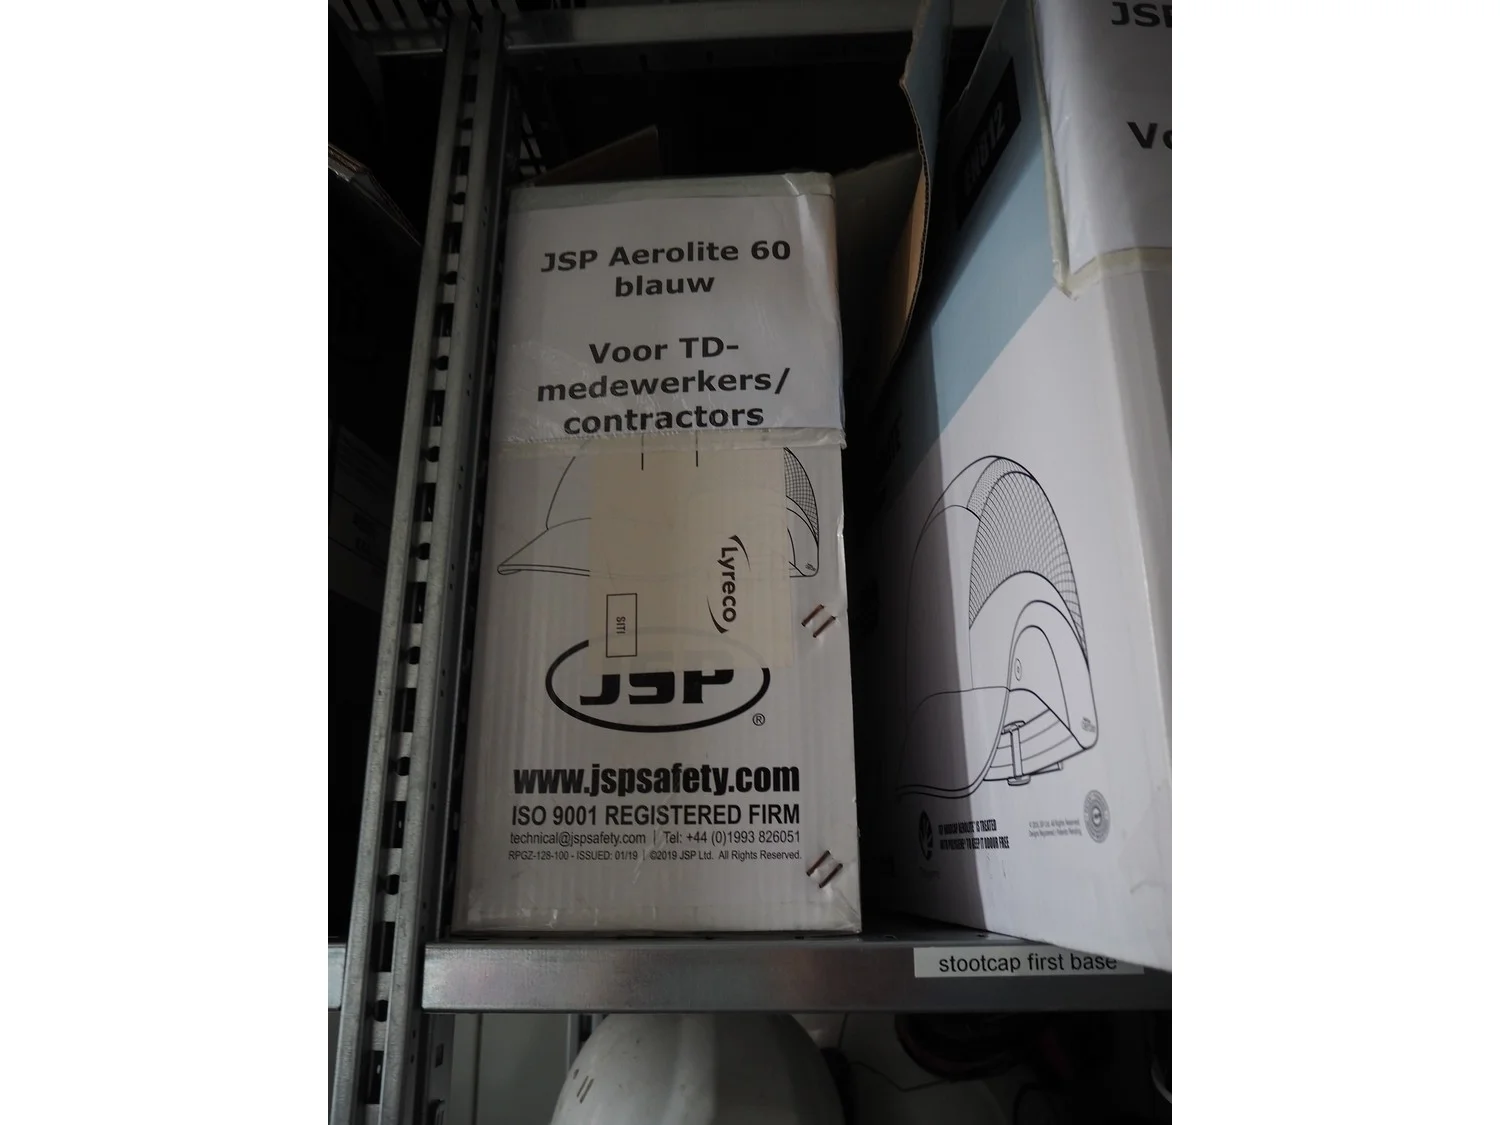 JSP Aerolite 60
blauw
Voor TD-
medewerkers/
contractors
Lyreco
SITI
JSP
®
www.jspsafety.com
ISO 9001 REGISTERED FIRM
technical@jspsafety.com | Tel: +44 (0)1993 826051
RPGZ-128-100 - ISSUED: 01/19 | ©2019 JSP Ltd. All Rights Reserved.
JSP
EN812
stootcap first base